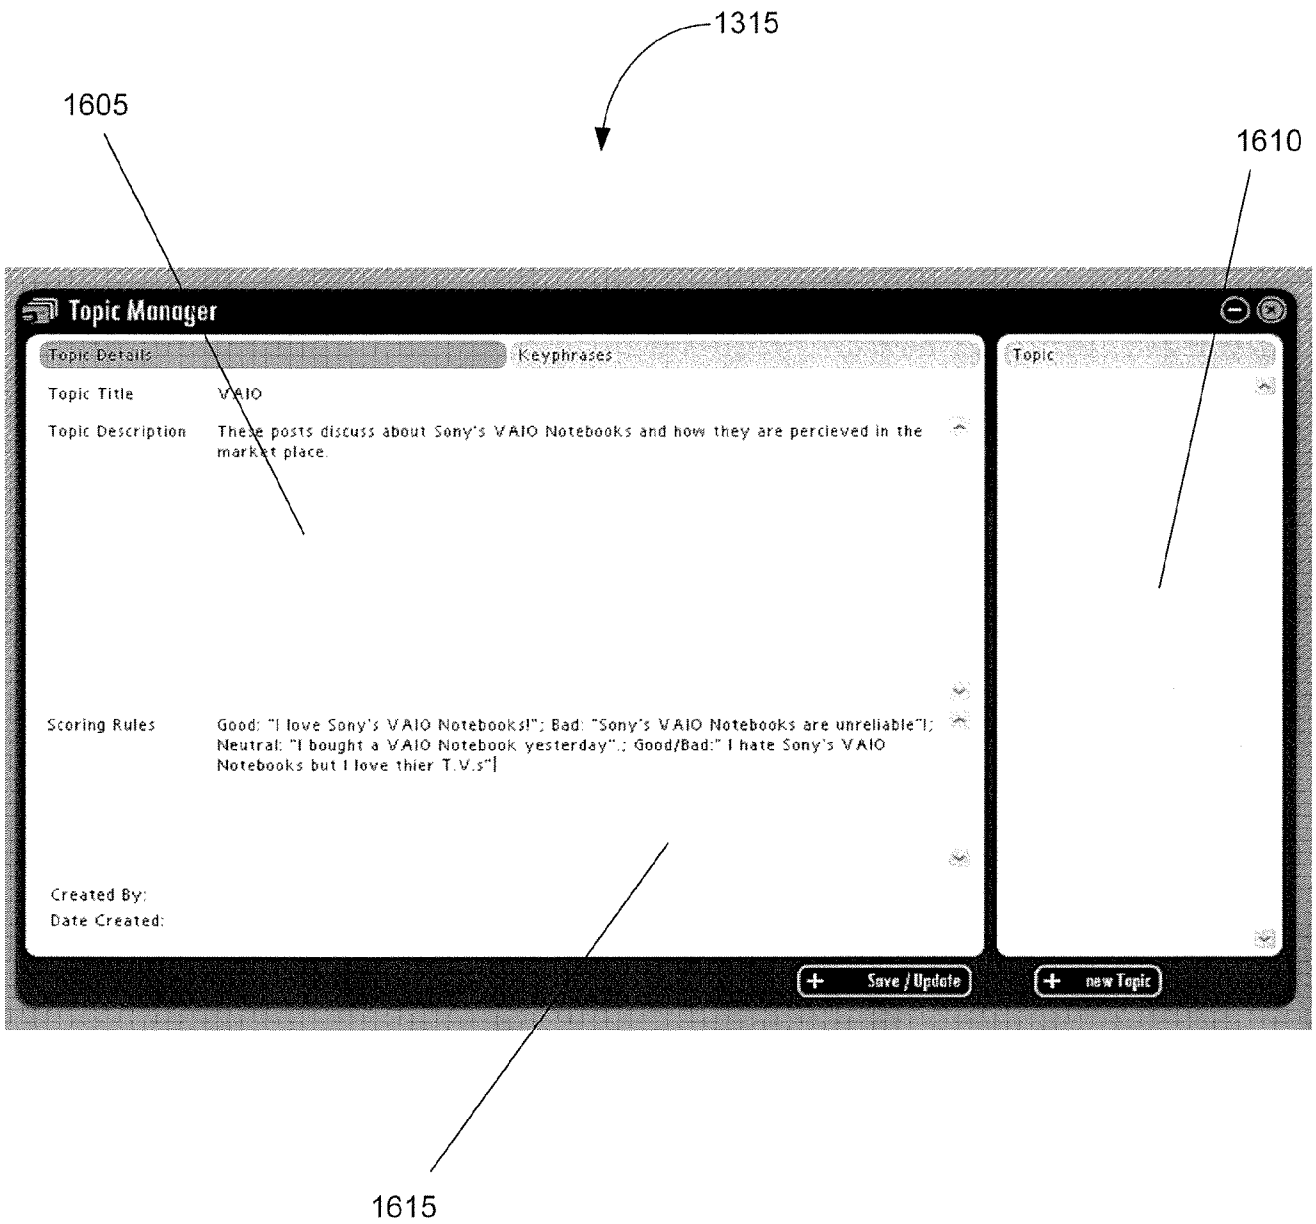 1315
1605
1610
Topic Manager
Topic Details
Keyphrases
Topic
Topic Title VAIO
Topic Description These posts discuss about Sony's VAIO Notebooks and how they are percieved in the
market place.
Scoring Rules Good: "I love Sony's VAIO Notebooks!"; Bad: "Sony's VAIO Notebooks are unreliable"!;
Neutral: "I bought a VAIO Notebook yesterday".; Good/Bad:" I hate Sony's VAIO
Notebooks but I love thier T.V.s"
Created By:
Date Created:
+ Save / Update
+ new Topic
1615